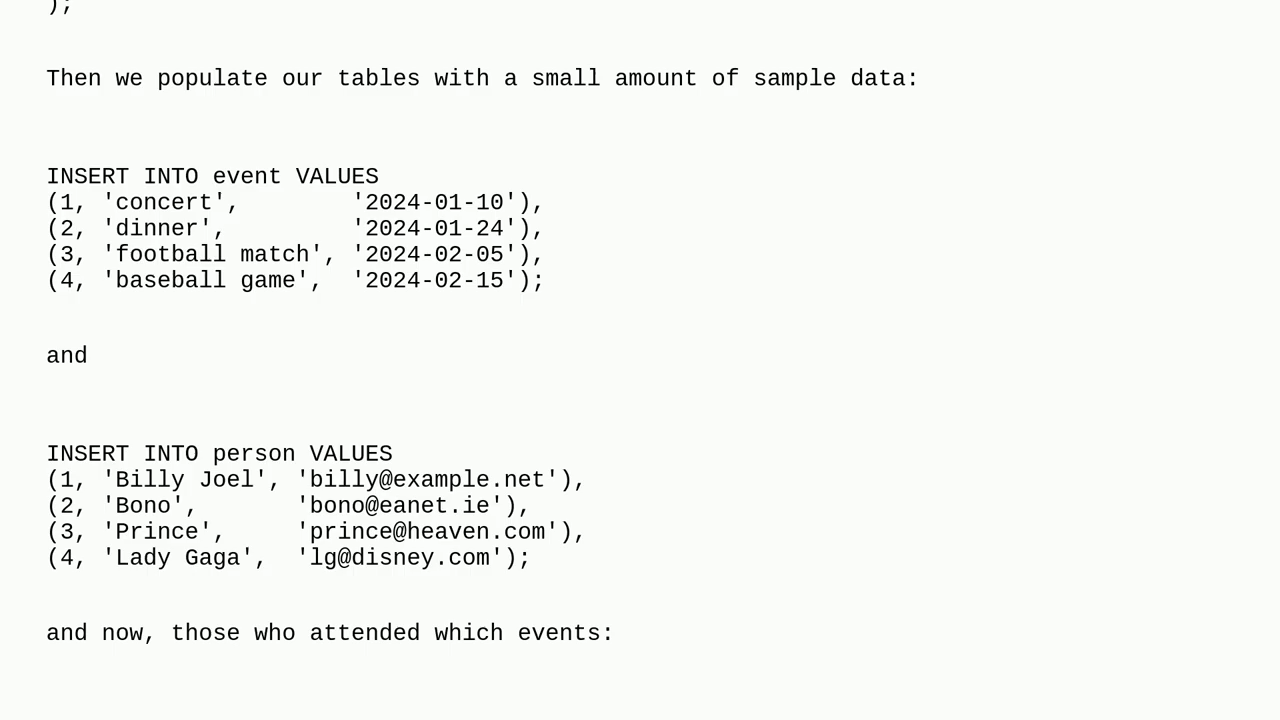 );
Then we populate our tables with a small amount of sample data:
INSERT INTO event VALUES
(1, 'concert',        '2024-01-10'),
(2, 'dinner',         '2024-01-24'),
(3, 'football match', '2024-02-05'),
(4, 'baseball game',  '2024-02-15');
and
INSERT INTO person VALUES
(1, 'Billy Joel', 'billy@example.net'),
(2, 'Bono',       'bono@eanet.ie'),
(3, 'Prince',     'prince@heaven.com'),
(4, 'Lady Gaga',  'lg@disney.com');
and now, those who attended which events: